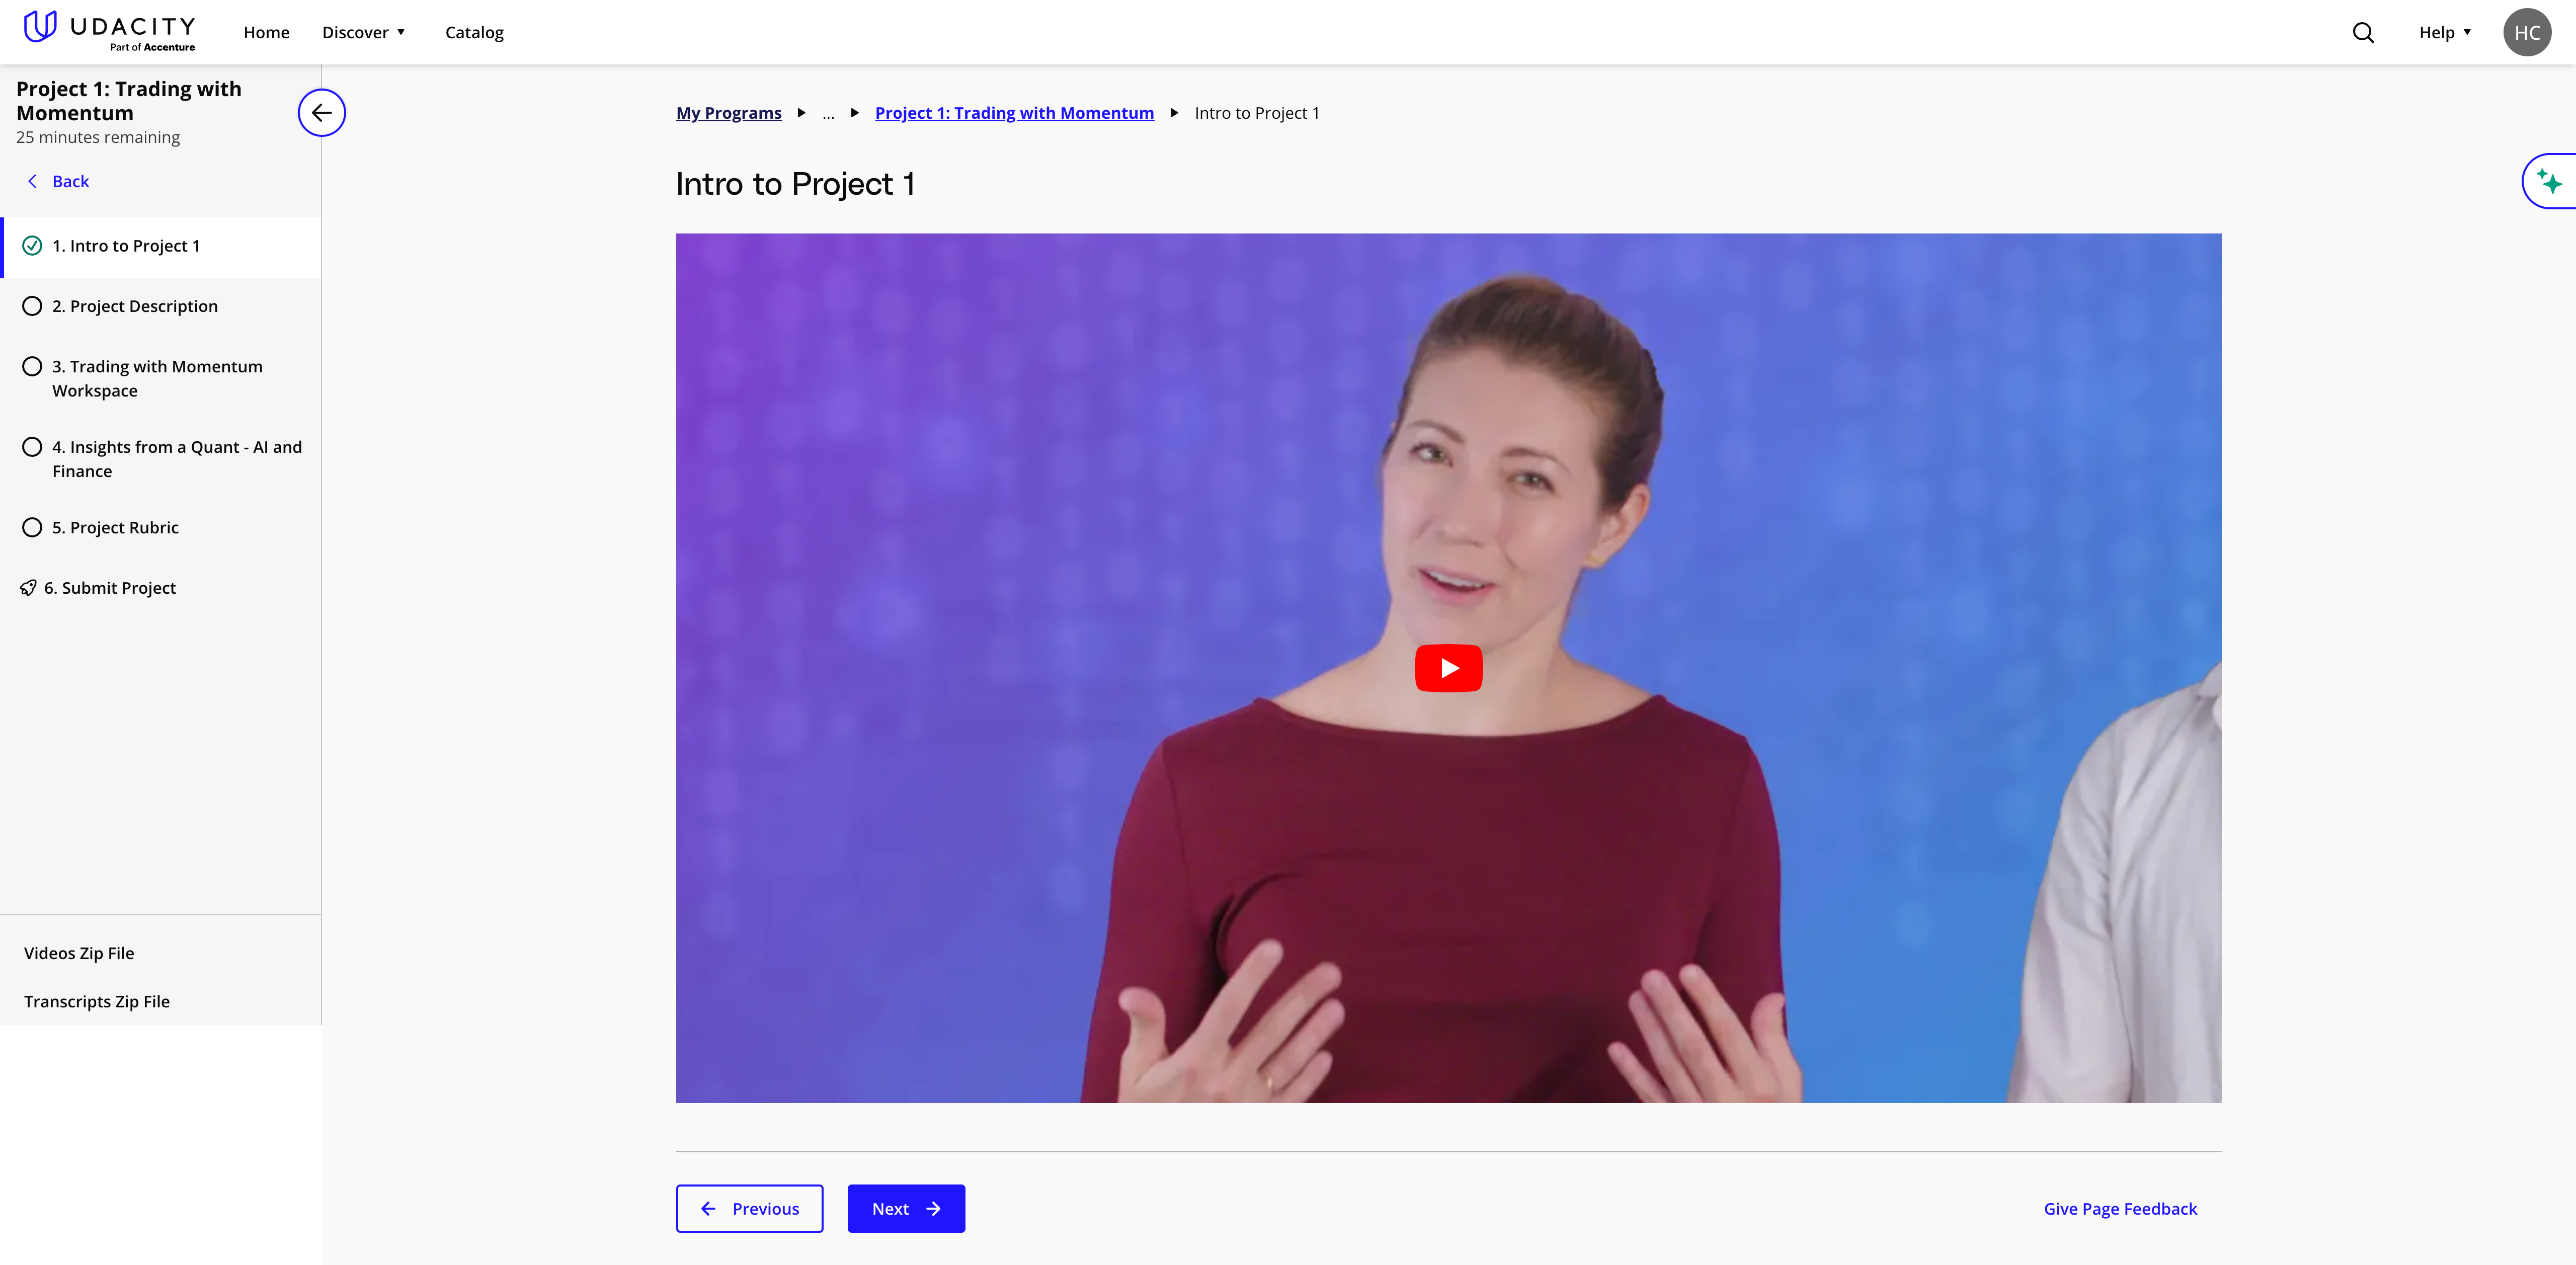 UDACITY
Part of Accenture
Home
Discover
Catalog
Help
HC
Project 1: Trading with
Momentum
25 minutes remaining
Back
1. Intro to Project 1
2. Project Description
3. Trading with Momentum
Workspace
4. Insights from a Quant - AI and
Finance
5. Project Rubric
6. Submit Project
Videos Zip File
Transcripts Zip File
My Programs ... Project 1: Trading with Momentum Intro to Project 1
Intro to Project 1
Previous
Next
Give Page Feedback